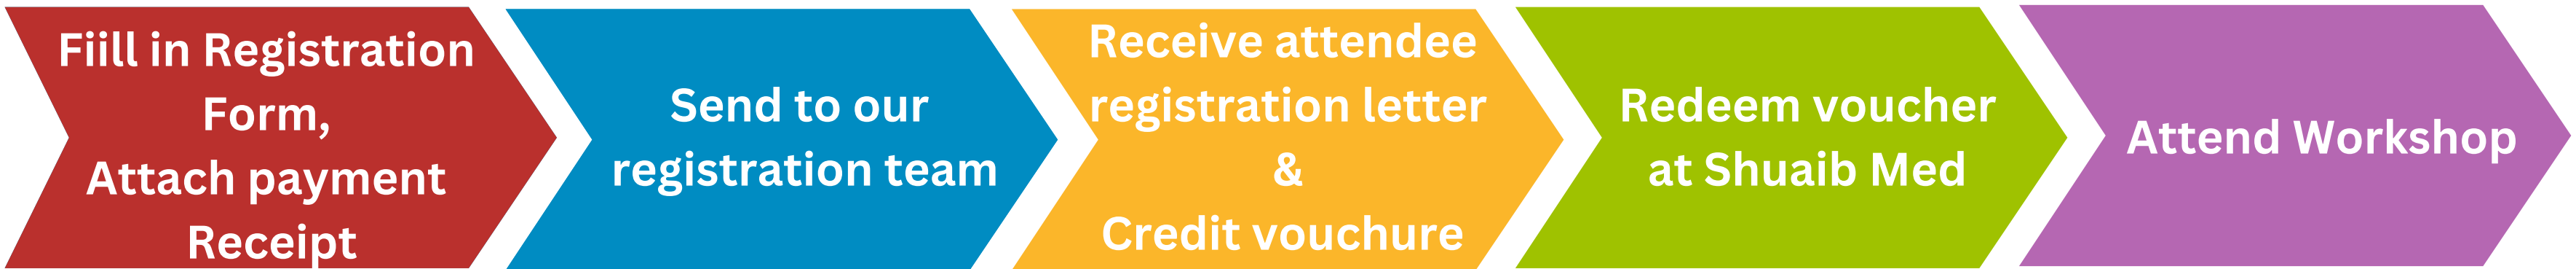 Fiill in Registration
Form,
Attach payment
Receipt
Send to our
registration team
Receive attendee
registration letter
&
Credit vouchure
Redeem voucher
at Shuaib Med
Attend Workshop